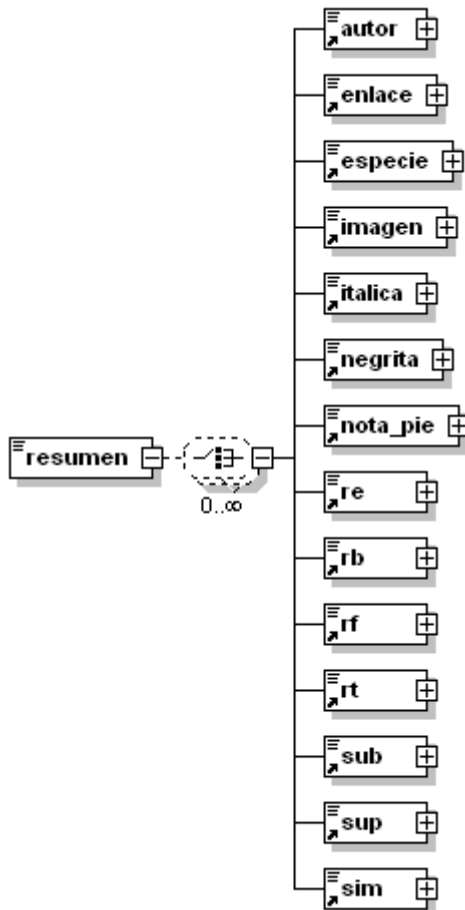 autor
enlace
especie
imagen
italica
negrita
nota_pie
resumen
0..∞
re
rb
rf
rt
sub
sup
sim